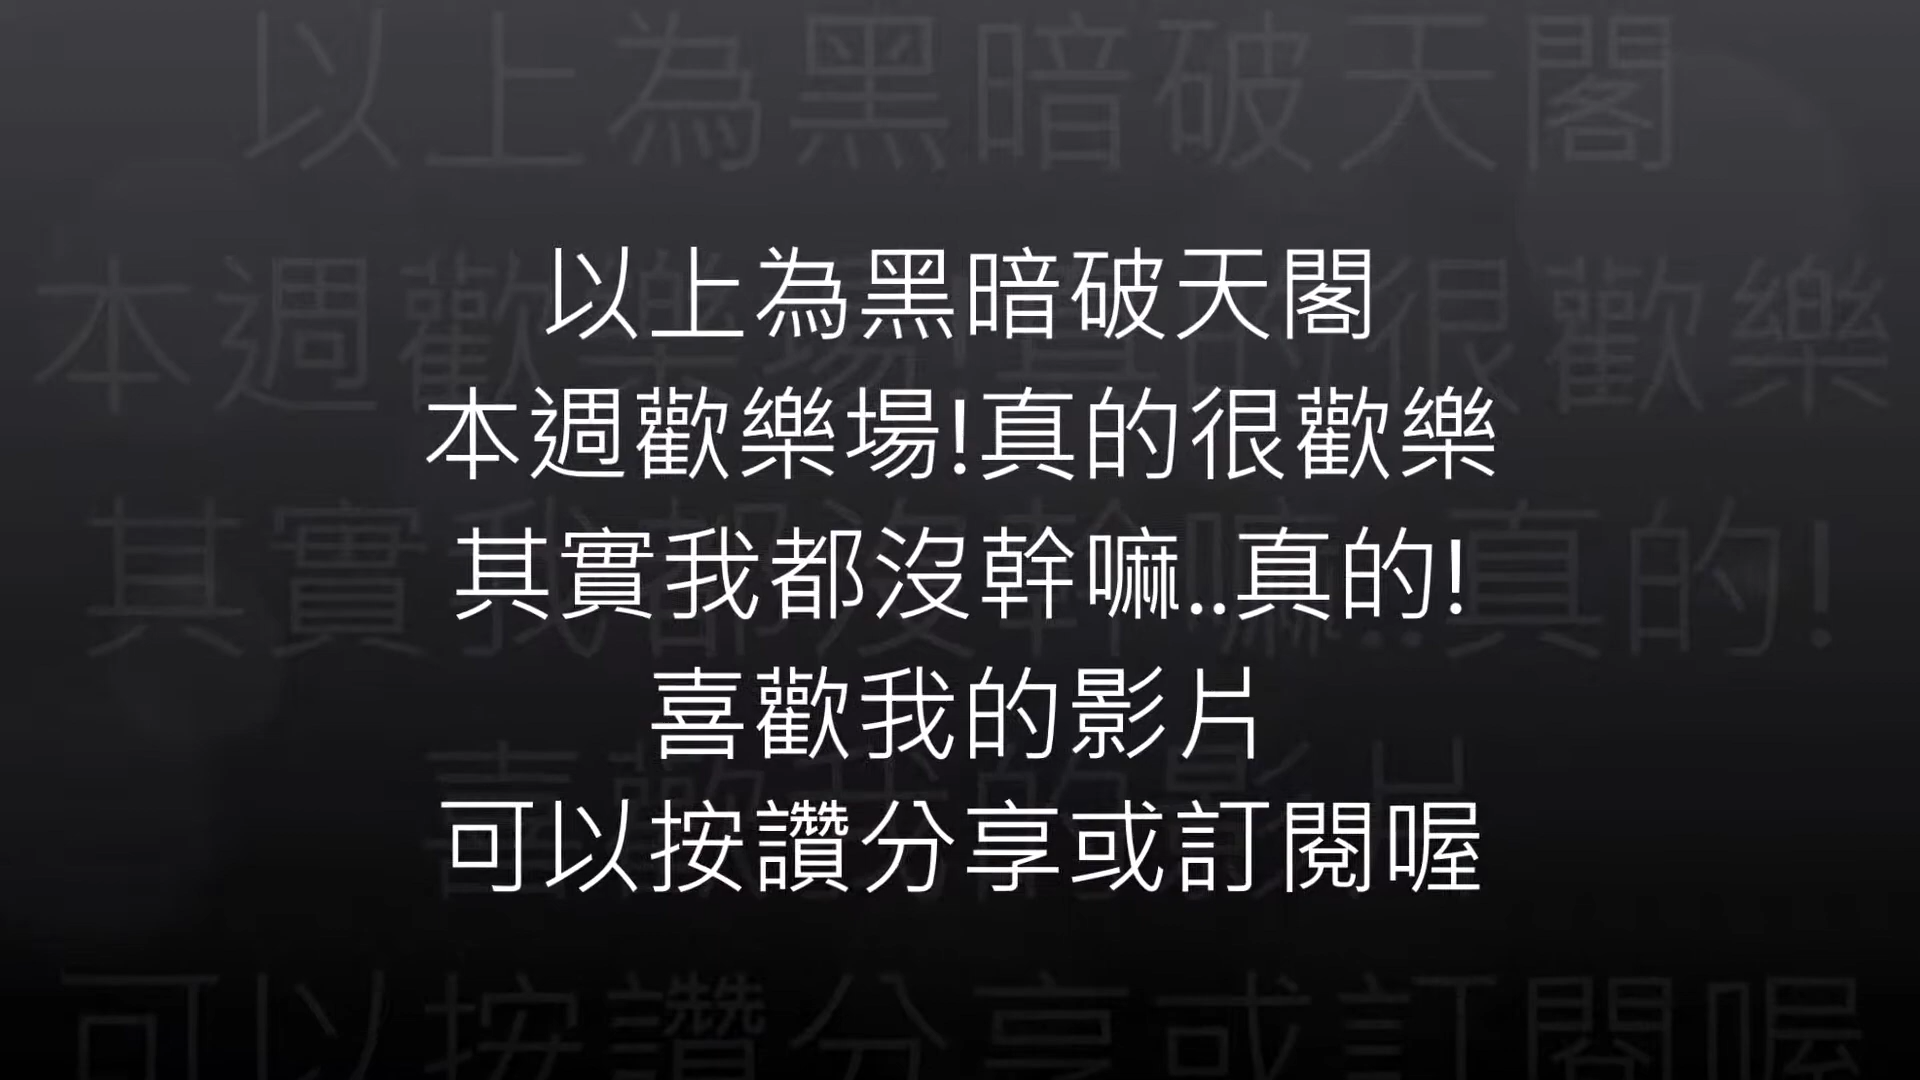 以上為黑暗破天閣
本週歡樂場!真的很歡樂
其實我都沒幹嘛..真的!
喜歡我的影片
可以按讚分享或訂閱喔